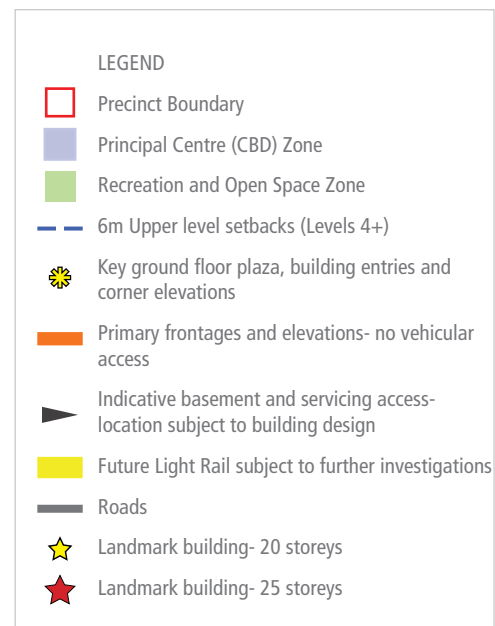 LEGEND
Precinct Boundary
Principal Centre (CBD) Zone
Recreation and Open Space Zone
6m Upper level setbacks (Levels 4+)
Key ground floor plaza, building entries and
corner elevations
Primary frontages and elevations- no vehicular
access
Indicative basement and servicing access-
location subject to building design
Future Light Rail subject to further investigations
Roads
Landmark building- 20 storeys
Landmark building- 25 storeys